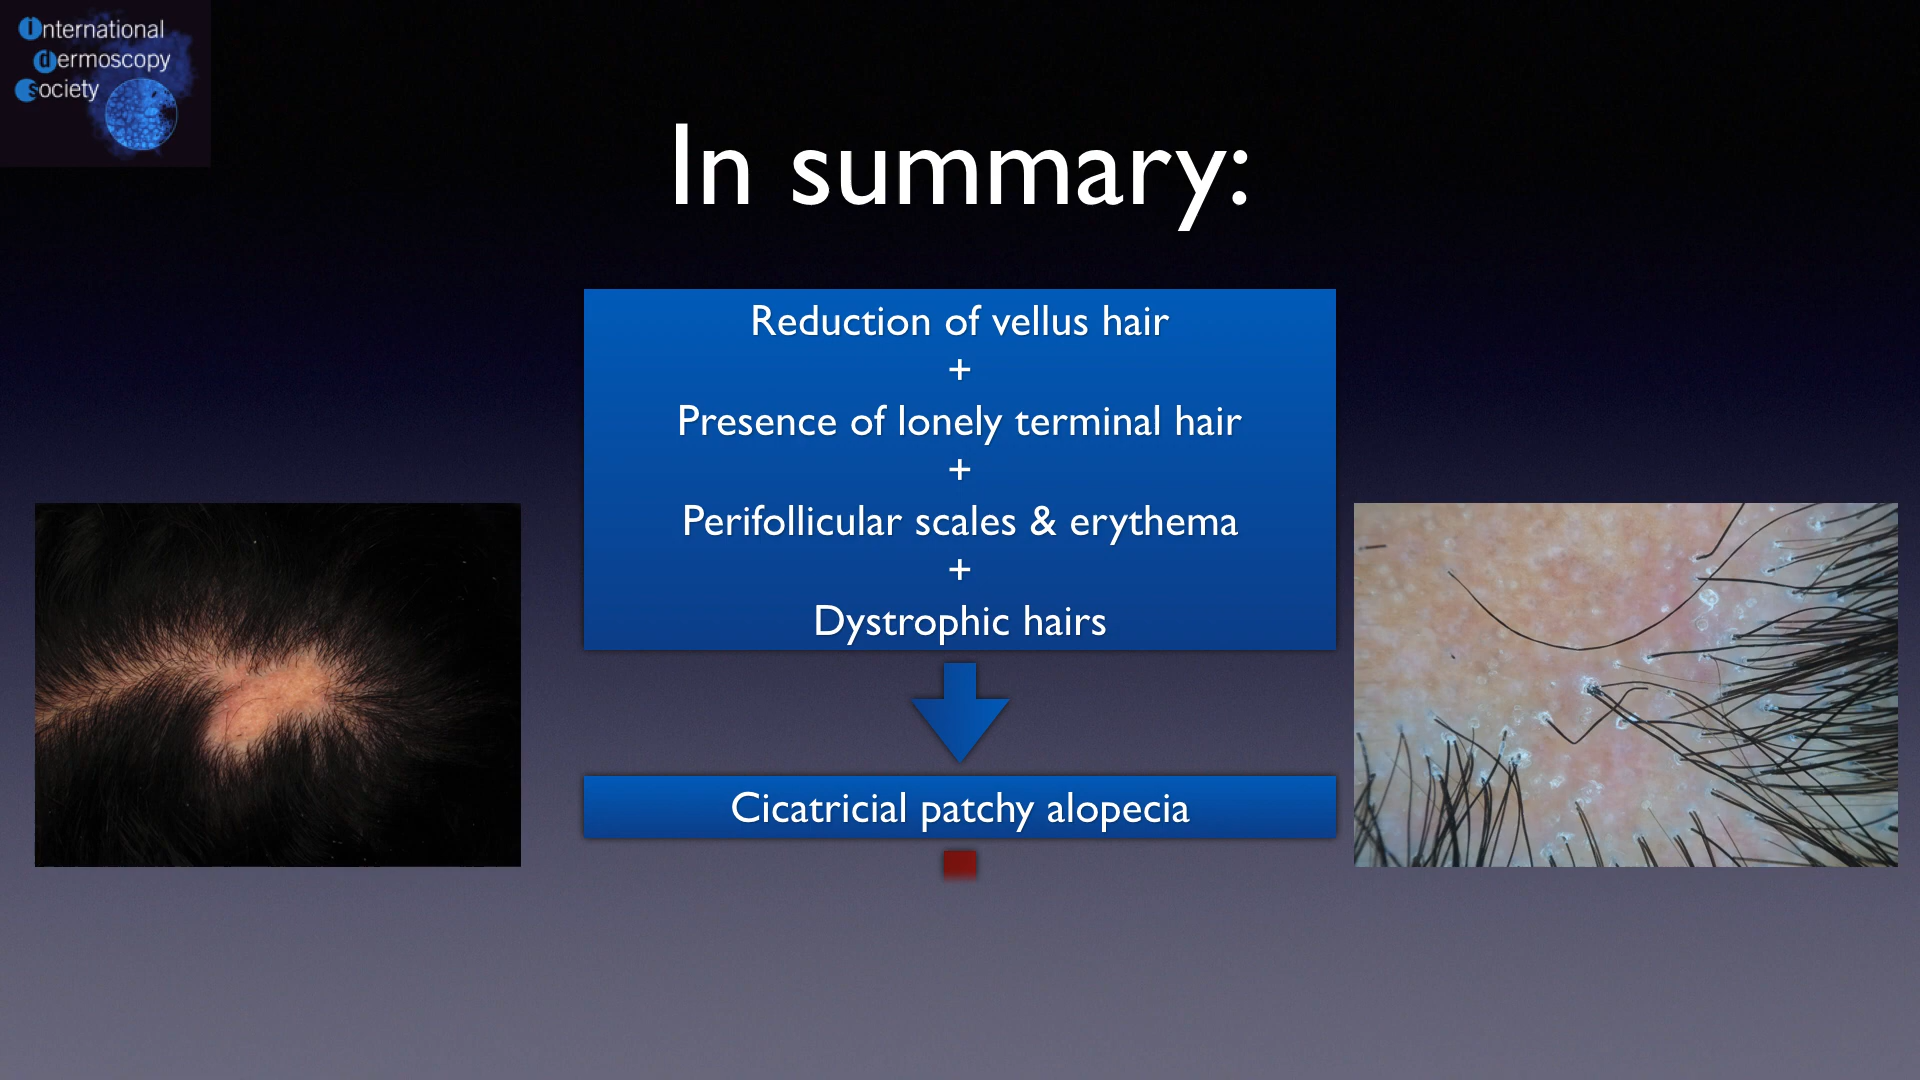 international
dermoscopy
society
In summary:
Reduction of vellus hair
+
Presence of lonely terminal hair
+
Perifollicular scales & erythema
+
Dystrophic hairs
Cicatricial patchy alopecia